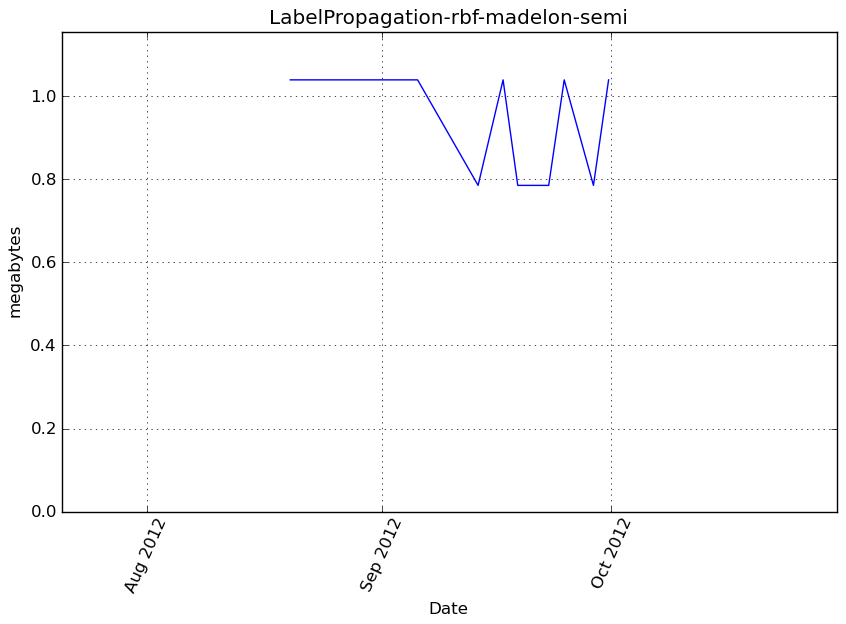 LabelPropagation-rbf-madelon-semi
1.0
0.8
0.6
0.4
0.2
0.0
megabytes
Aug 2012
Sep 2012
Oct 2012
Date